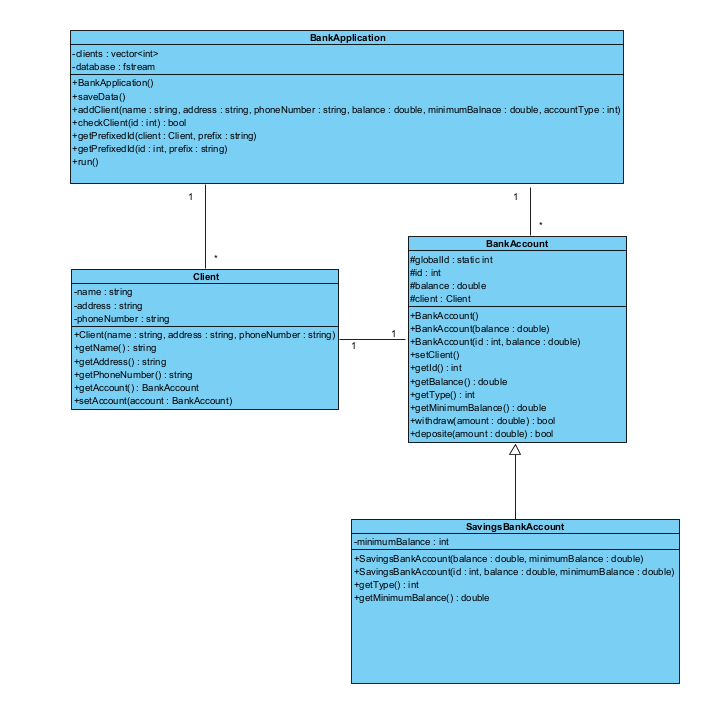 BankApplication
-clients : vector<int>
-database : fstream
+BankApplication()
+saveData()
+addClient(name : string, address : string, phoneNumber : string, balance : double, minimumBalnace : double, accountType : int)
+checkClient(id : int) : bool
+getPrefixedId(client : Client, prefix : string)
+getPrefixedId(id : int, prefix : string)
+run()
1
1
*
*
Client
-name : string
-address : string
-phoneNumber : string
+Client(name : string, address : string, phoneNumber : string)
+getName() : string
+getAddress() : string
+getPhoneNumber() : string
+getAccount() : BankAccount
+setAccount(account : BankAccount)
1
1
BankAccount
#globalId : static int
#id : int
#balance : double
#client : Client
+BankAccount()
+BankAccount(balance : double)
+BankAccount(id : int, balance : double)
+setClient()
+getId() : int
+getBalance() : double
+getType() : int
+getMinimumBalance() : double
+withdraw(amount : double) : bool
+deposite(amount : double) : bool
SavingsBankAccount
-minimumBalance : int
+SavingsBankAccount(balance : double, minimumBalance : double)
+SavingsBankAccount(id : int, balance : double, minimumBalance : double)
+getType() : int
+getMinimumBalance() : double